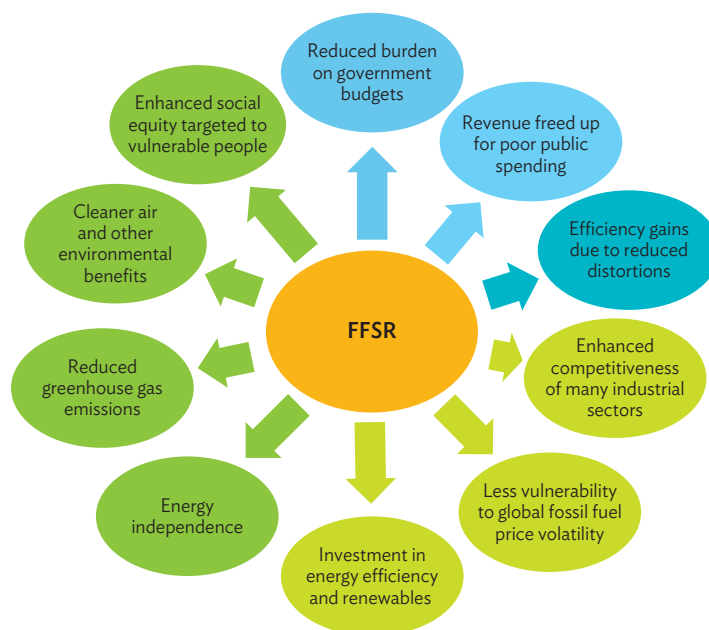 Reduced burden
on government
budgets
Revenue freed up
for poor public
spending
Efficiency gains
due to reduced
distortions
Enhanced
competitiveness
of many industrial
sectors
Less vulnerability
to global fossil fuel
price volatility
Investment in
energy efficiency
and renewables
Energy
independence
Reduced
greenhouse gas
emissions
Cleaner air
and other
environmental
benefits
Enhanced social
equity targeted to
vulnerable people
FFSR